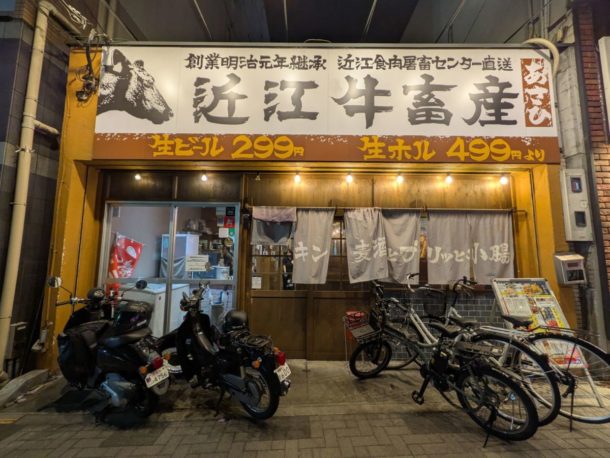 創業明治元年継承 近江食肉屠畜センター直送
近江牛畜産
あさひ
生ビール 299円
生ホル 499円より
キン 麦酒とプリッと小腸